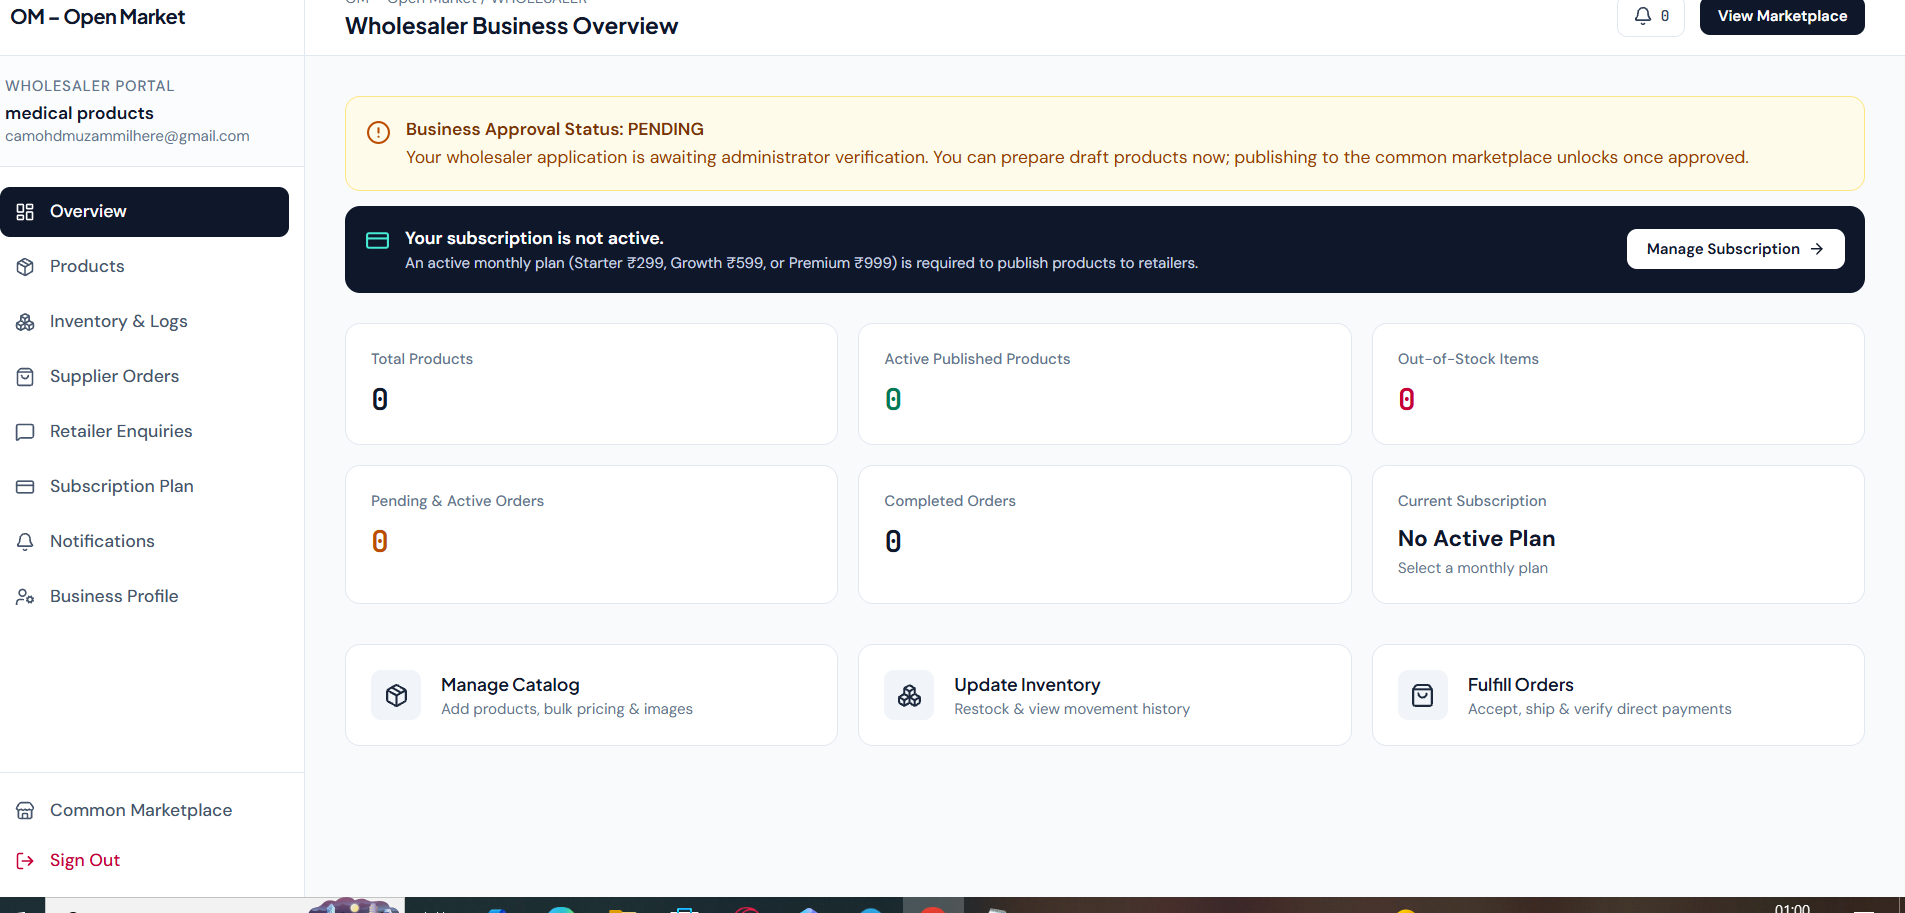 OM – Open Market
WHOLESALER PORTAL
medical products
camohdmuzammilhere@gmail.com
Overview
Products
Inventory & Logs
Supplier Orders
Retailer Enquiries
Subscription Plan
Notifications
Business Profile
Common Marketplace
Sign Out
OM – Open Market / WHOLESALER
Wholesaler Business Overview
0
View Marketplace
Business Approval Status: PENDING
Your wholesaler application is awaiting administrator verification. You can prepare draft products now; publishing to the common marketplace unlocks once approved.
Your subscription is not active.
An active monthly plan (Starter ₹299, Growth ₹599, or Premium ₹999) is required to publish products to retailers.
Manage Subscription
Total Products
0
Active Published Products
0
Out-of-Stock Items
0
Pending & Active Orders
0
Completed Orders
0
Current Subscription
No Active Plan
Select a monthly plan
Manage Catalog
Add products, bulk pricing & images
Update Inventory
Restock & view movement history
Fulfill Orders
Accept, ship & verify direct payments
01:00